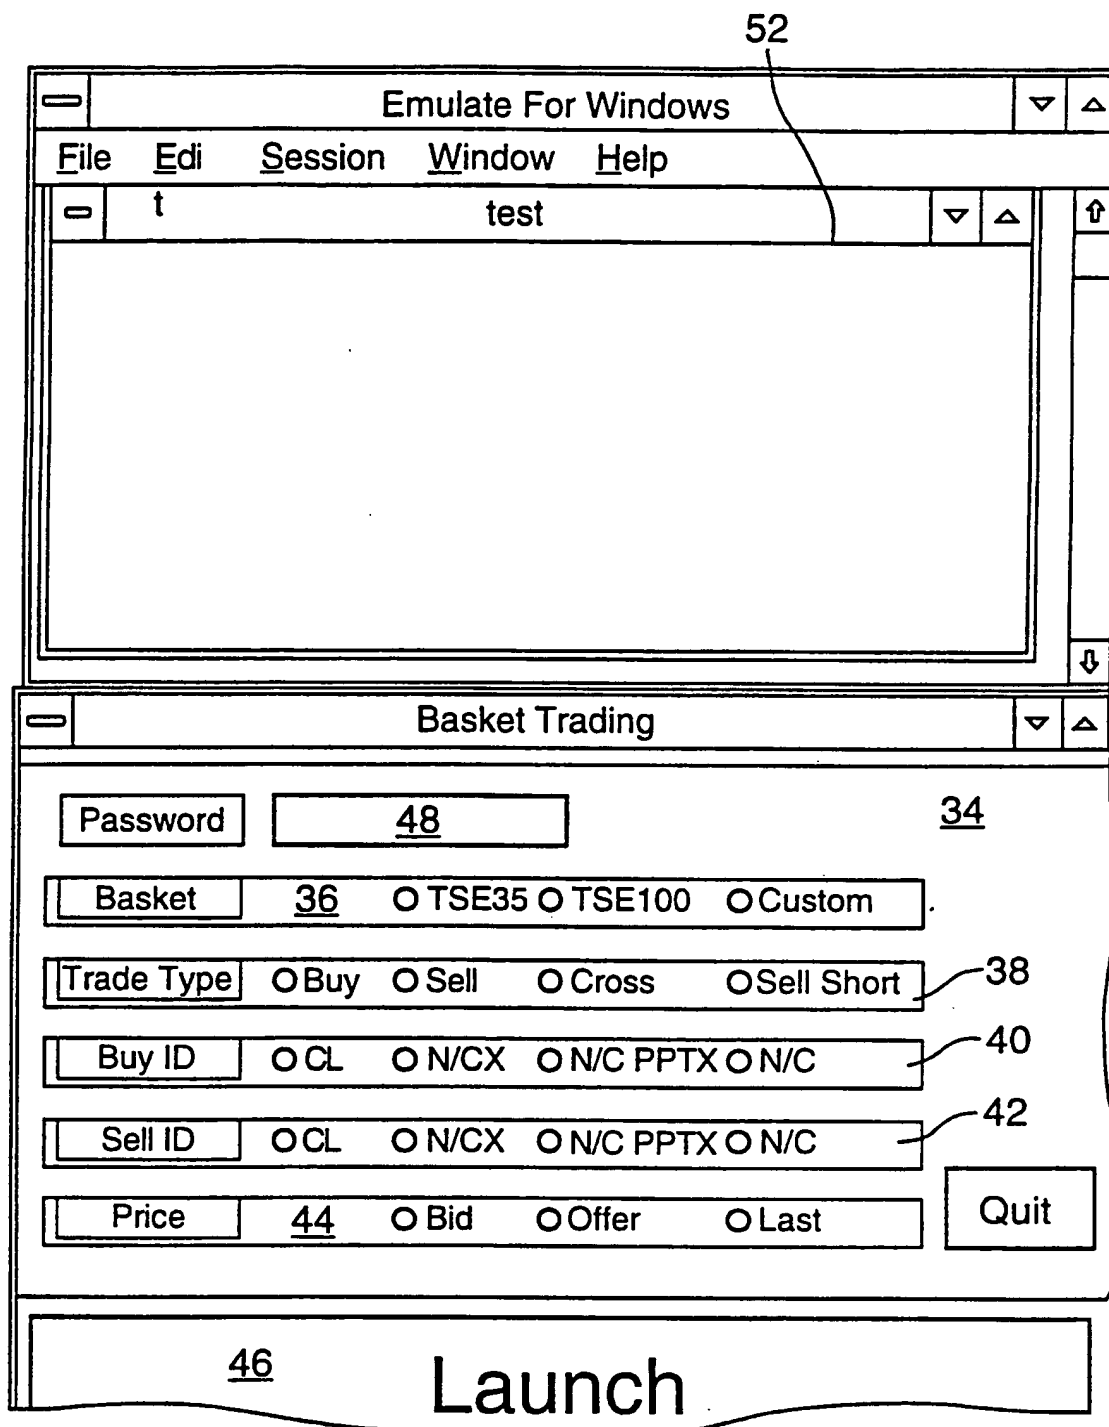 52
Emulate For Windows
File Edi Session Window Help
t test
Basket Trading
Password 48 34
Basket 36 TSE35 TSE100 Custom
Trade Type Buy Sell Cross Sell Short 38
Buy ID CL N/CX N/C PPTX N/C 40
Sell ID CL N/CX N/C PPTX N/C 42
Price 44 Bid Offer Last Quit
46 Launch